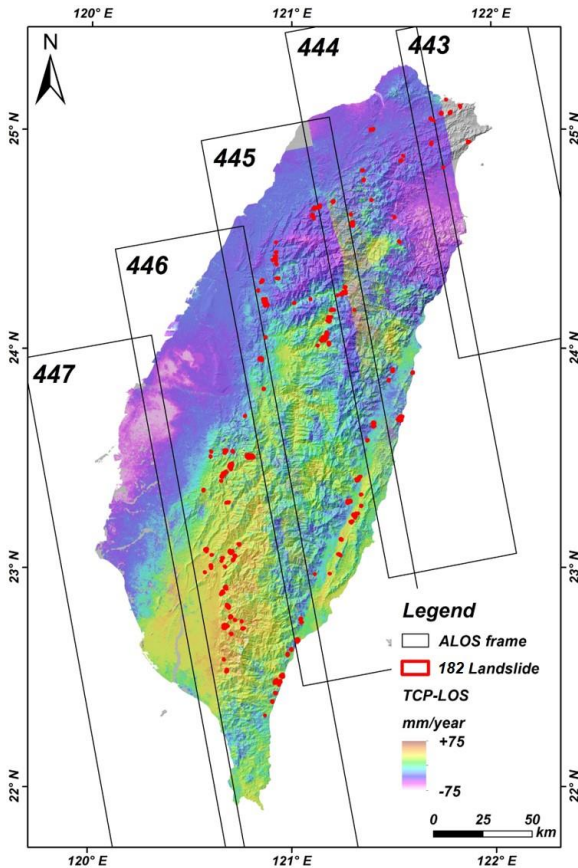 120° E
121° E
122° E
N
444
443
25° N
25° N
445
446
24° N
24° N
447
23° N
23° N
Legend
ALOS frame
182 Landslide
TCP-LOS
mm/year
+75
-75
22° N
22° N
0 25 50
km
120° E
121° E
122° E